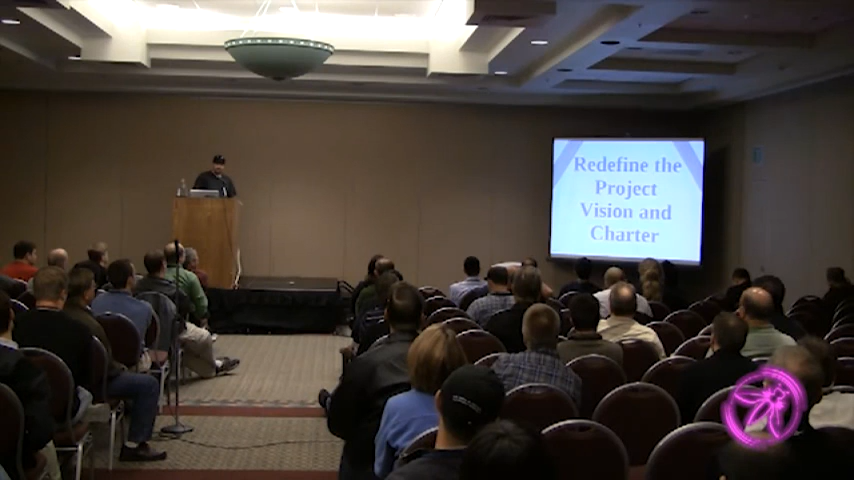 Redefine the
Project
Vision and
Charter